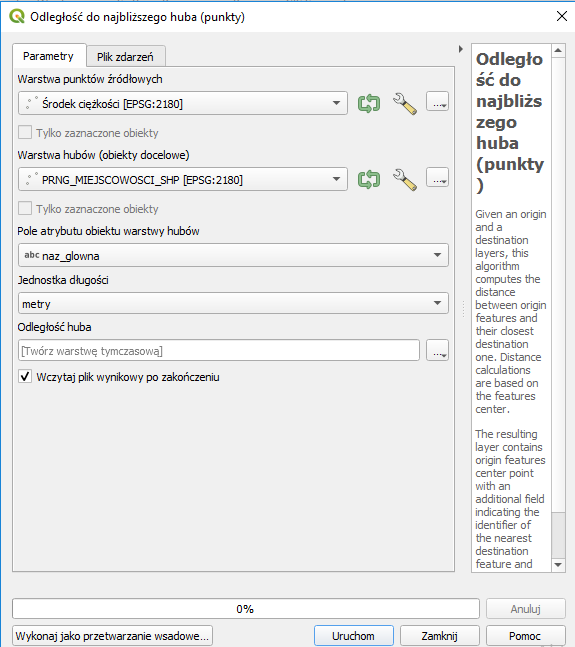 Odległość do najbliższego huba (punkty)
Parametry
Plik zdarzeń
Warstwa punktów źródłowych
Środek ciężkości [EPSG:2180]
...
Tylko zaznaczone obiekty
Warstwa hubów (obiekty docelowe)
PRNG_MIEJSCOWOSCI_SHP [EPSG:2180]
...
Tylko zaznaczone obiekty
Pole atrybutu obiektu warstwy hubów
abc naz_glowna
Jednostka długości
metry
Odległość huba
[Twórz warstwę tymczasową]
...
Wczytaj plik wynikowy po zakończeniu
Odległo
ść do
najbliżs
zego
huba
(punkty
)
Given an origin
and a
destination
layers, this
algorithm
computes the
distance
between origin
features and
their closest
destination
one. Distance
calculations
are based on
the features
center.
The resulting
layer contains
origin features
center point
with an
additional field
indicating the
identifier of
the nearest
destination
feature and
0%
Anuluj
Wykonaj jako przetwarzanie wsadowe...
Uruchom
Zamknij
Pomoc